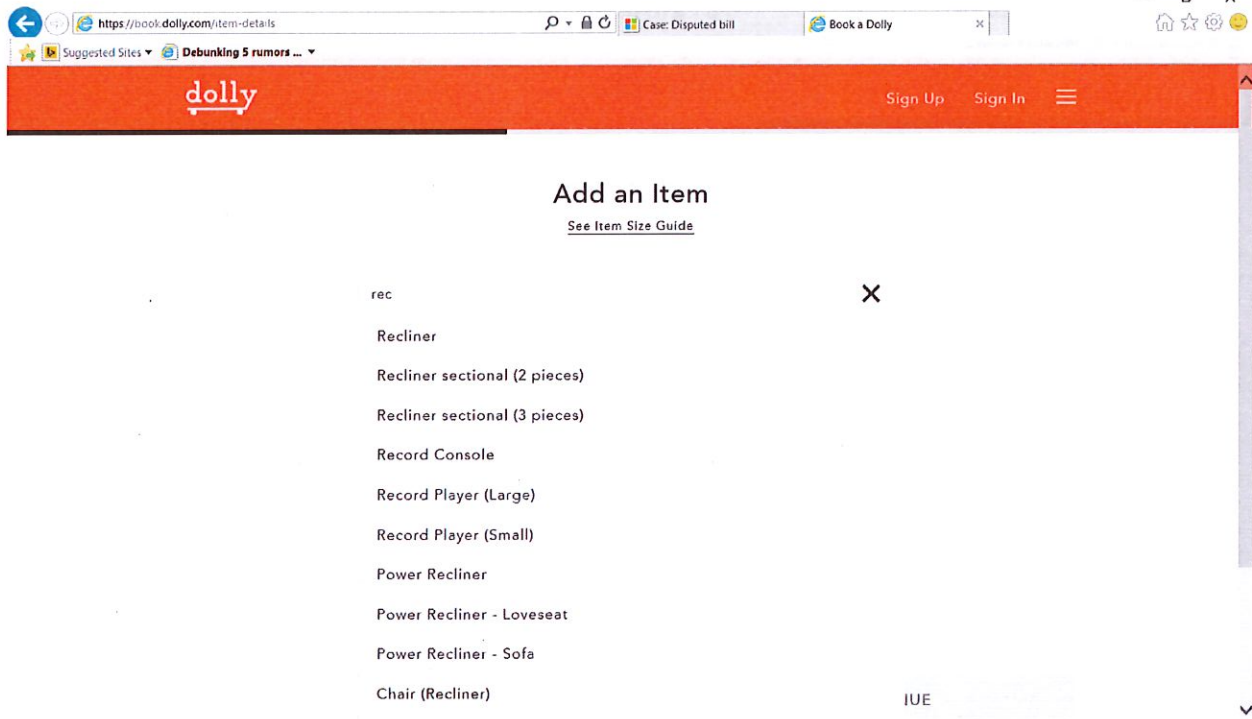 https://book.dolly.com/item-details
Case: Disputed bill
Book a Dolly
Suggested Sites
Debunking 5 rumors ...
dolly
Sign Up
Sign In
Add an Item
See Item Size Guide
rec
Recliner
Recliner sectional (2 pieces)
Recliner sectional (3 pieces)
Record Console
Record Player (Large)
Record Player (Small)
Power Recliner
Power Recliner - Loveseat
Power Recliner - Sofa
Chair (Recliner)
IUE